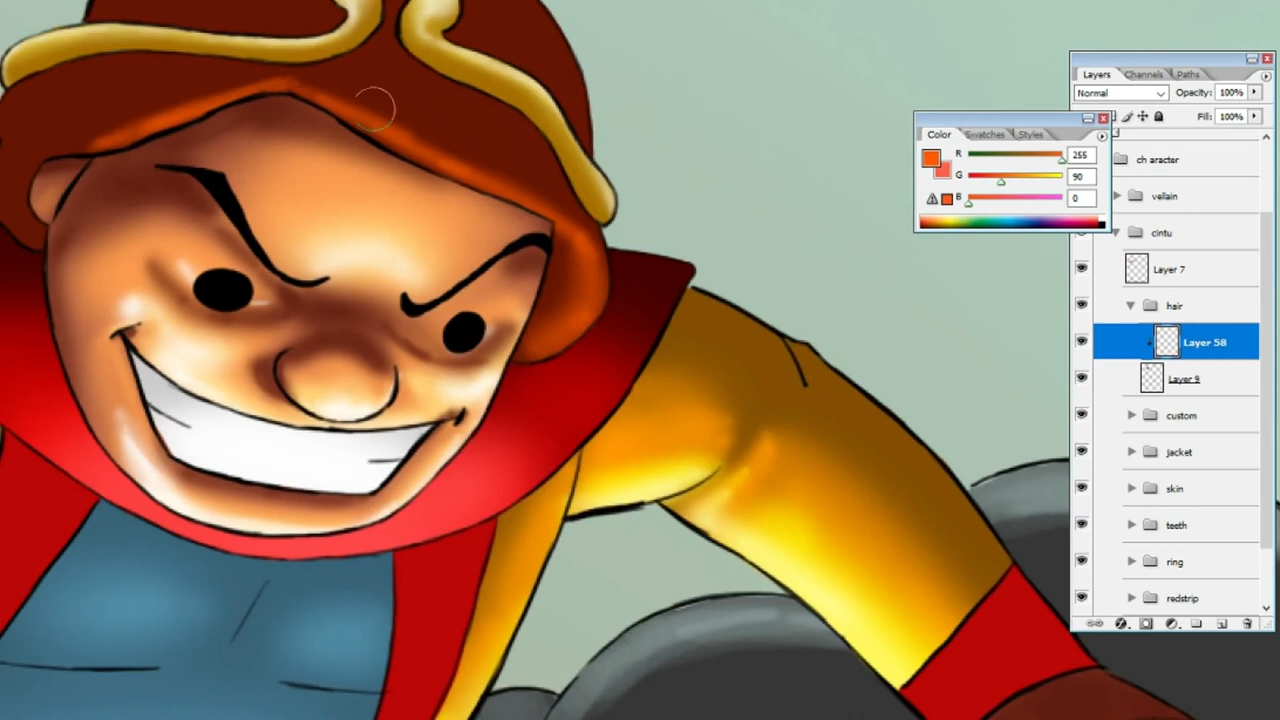 Layers Channels Paths
Normal Opacity: 100%
Fill: 100%
Color Swatches Styles
R 255
G 90
B 0
ch aracter
vellain
cintu
Layer 7
hair
Layer 58
Layer 9
custom
jacket
skin
teeth
ring
redstrip